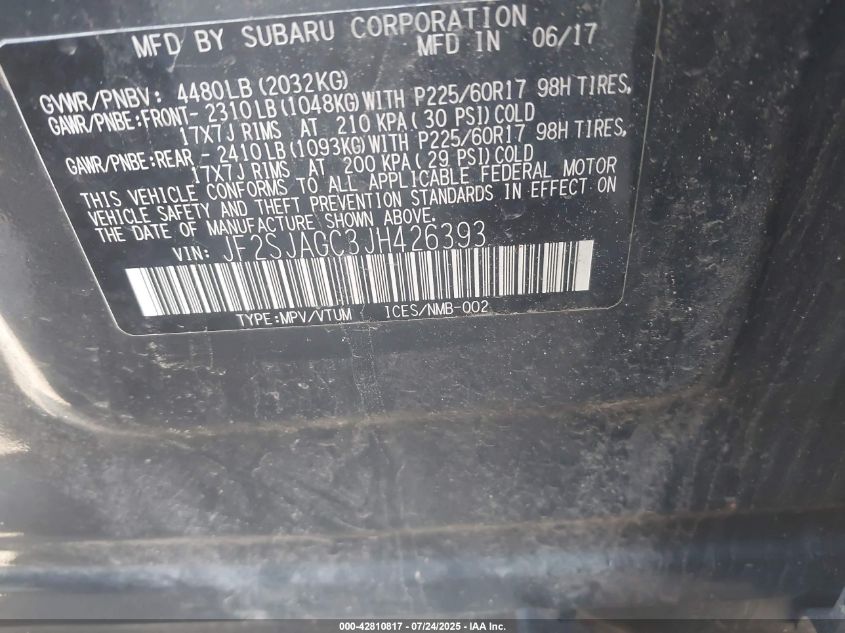 MFD BY SUBARU CORPORATION
MFD IN 06/17
GVWR/PNBV: 4480LB (2032KG)
GAWR/PNBE:FRONT- 2310LB (1048KG) WITH P225/60R17 98H TIRES,
17X7J RIMS AT 210 KPA ( 30 PSI) COLD
GAWR/PNBE:REAR - 2410LB (1093KG) WITH P225/60R17 98H TIRES,
17X7J RIMS AT 200 KPA ( 29 PSI) COLD
THIS VEHICLE CONFORMS TO ALL APPLICABLE FEDERAL MOTOR
VEHICLE SAFETY AND THEFT PREVENTION STANDARDS IN EFFECT ON
THE DATE OF MANUFACTURE SHOWN ABOVE.
VIN: JF2SJAGC3JH426393
TYPE:MPV/VTUM ICES/NMB-002
000-42810817 - 07/24/2025 - IAA Inc.